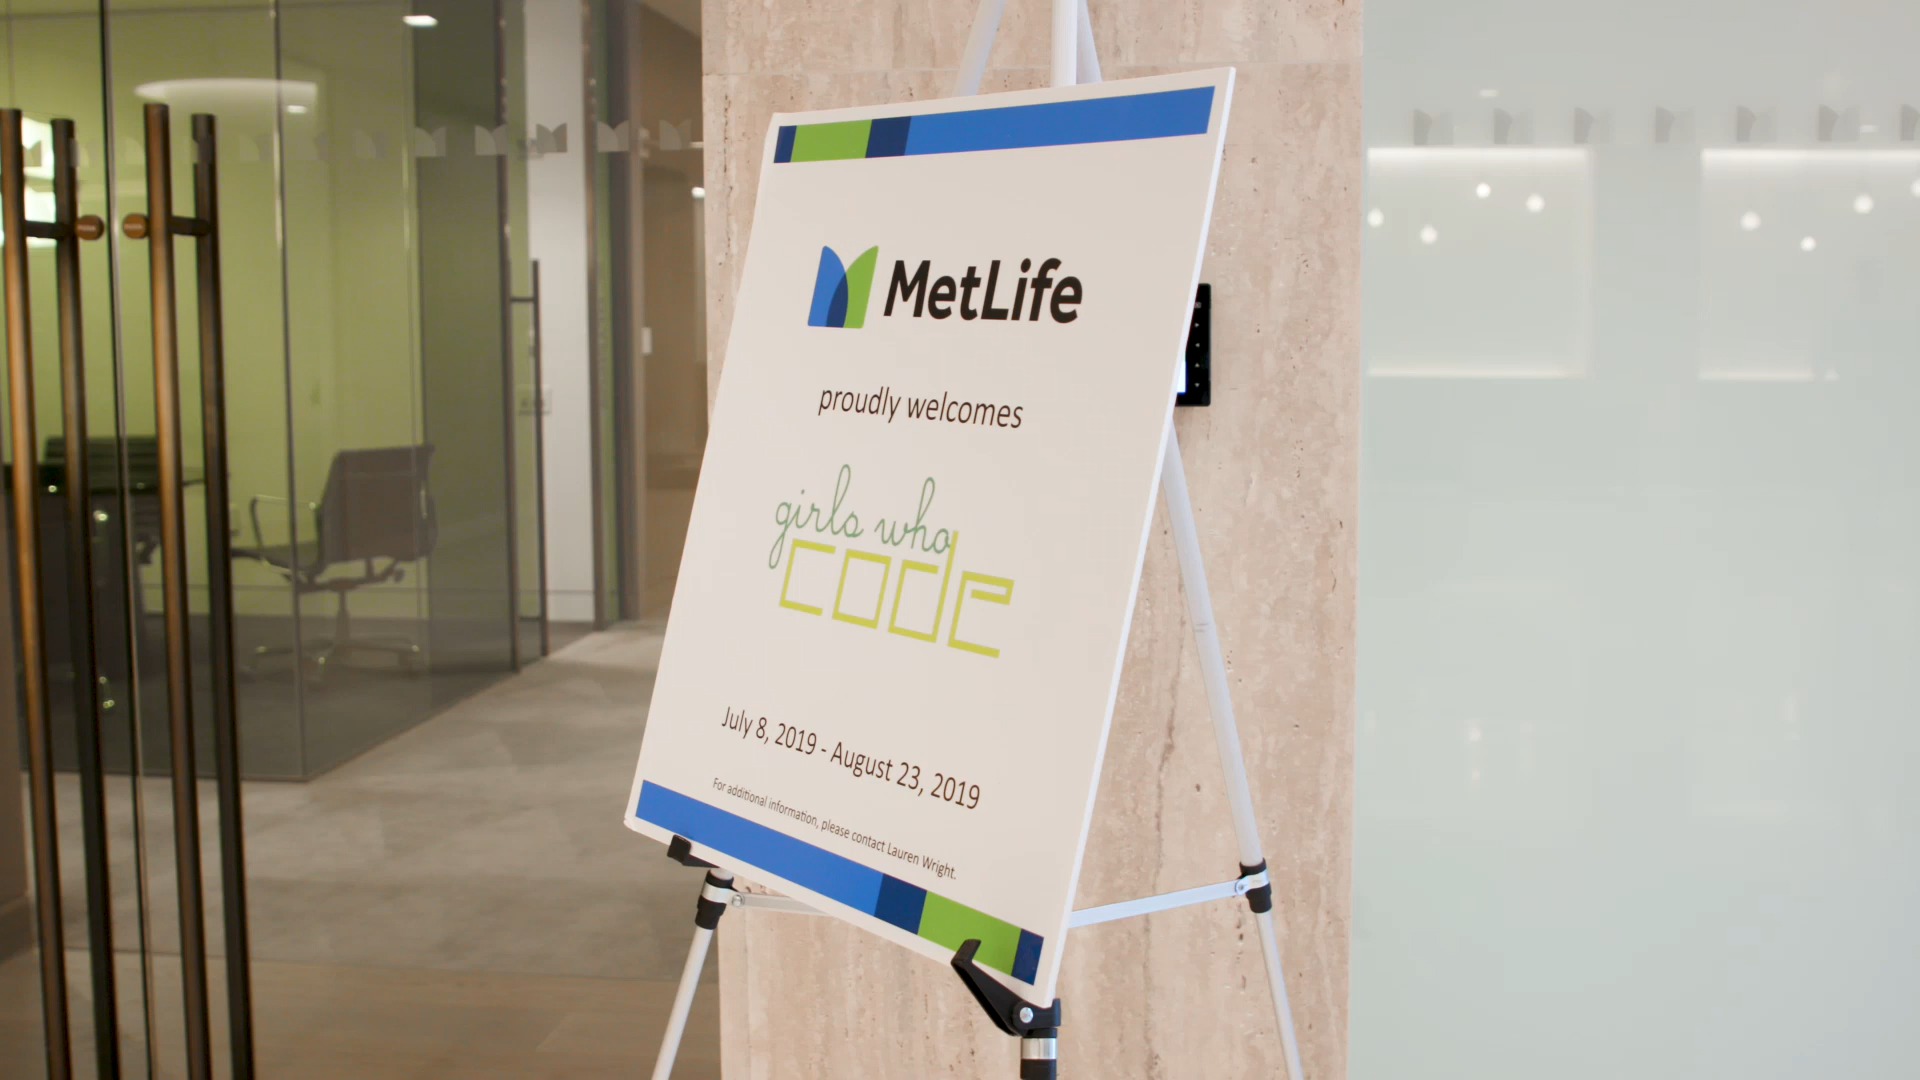 MetLife
proudly welcomes
girls who
code
July 8, 2019 - August 23, 2019
For additional information, please contact Lauren Wright.